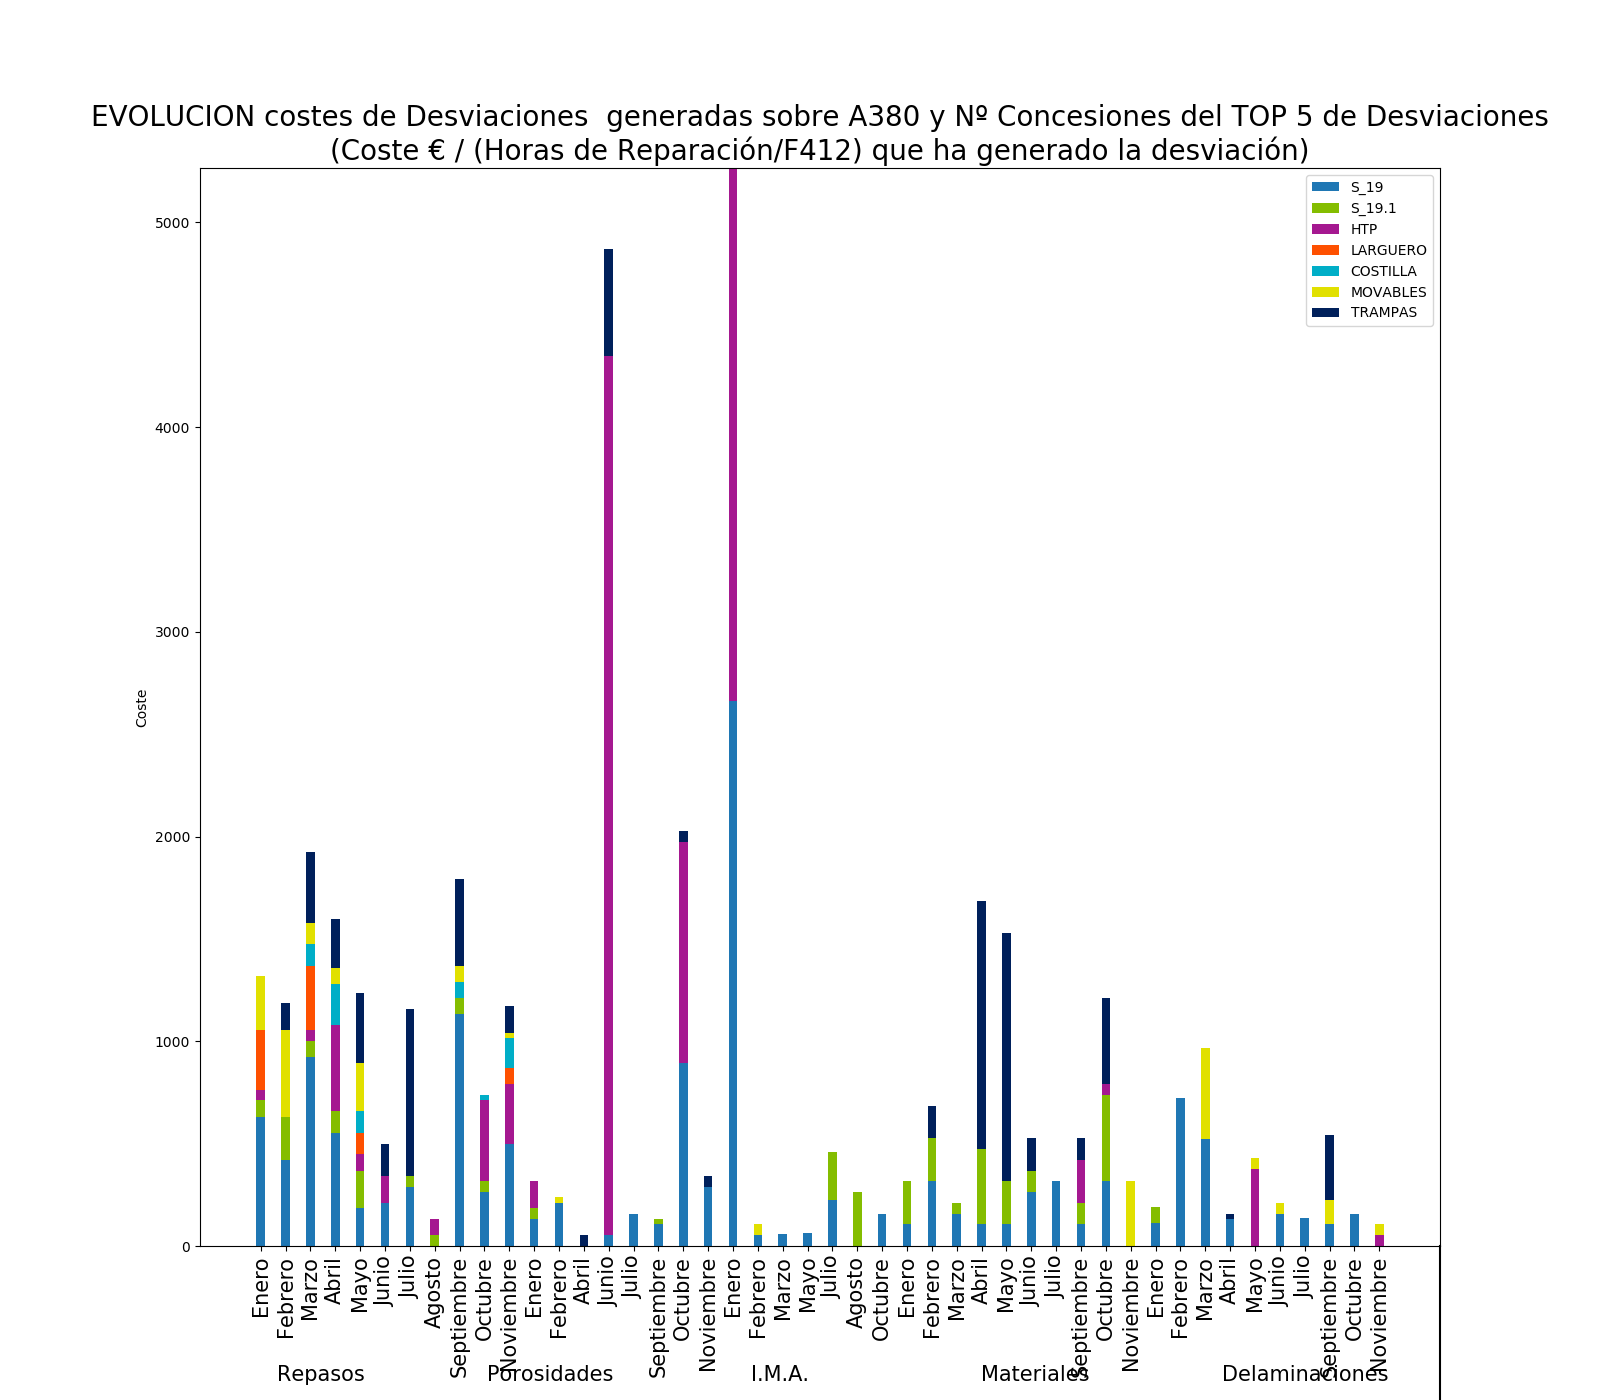 EVOLUCION costes de Desviaciones  generadas sobre A380 y Nº Concesiones del TOP 5 de Desviaciones
(Coste € / (Horas de Reparación/F412) que ha generado la desviación)
S_19
S_19.1
HTP
LARGUERO
COSTILLA
MOVABLES
TRAMPAS
5000
4000
3000
2000
1000
0
Coste
Enero
Febrero
Marzo
Abril
Mayo
Junio
Julio
Agosto
Septiembre
Octubre
Noviembre
Enero
Febrero
Abril
Junio
Julio
Septiembre
Octubre
Noviembre
Enero
Febrero
Marzo
Mayo
Julio
Agosto
Octubre
Enero
Febrero
Marzo
Abril
Mayo
Junio
Julio
Septiembre
Octubre
Noviembre
Enero
Febrero
Marzo
Abril
Mayo
Junio
Julio
Septiembre
Octubre
Noviembre
Repasos
Porosidades
I.M.A.
Materiales
Delaminaciones